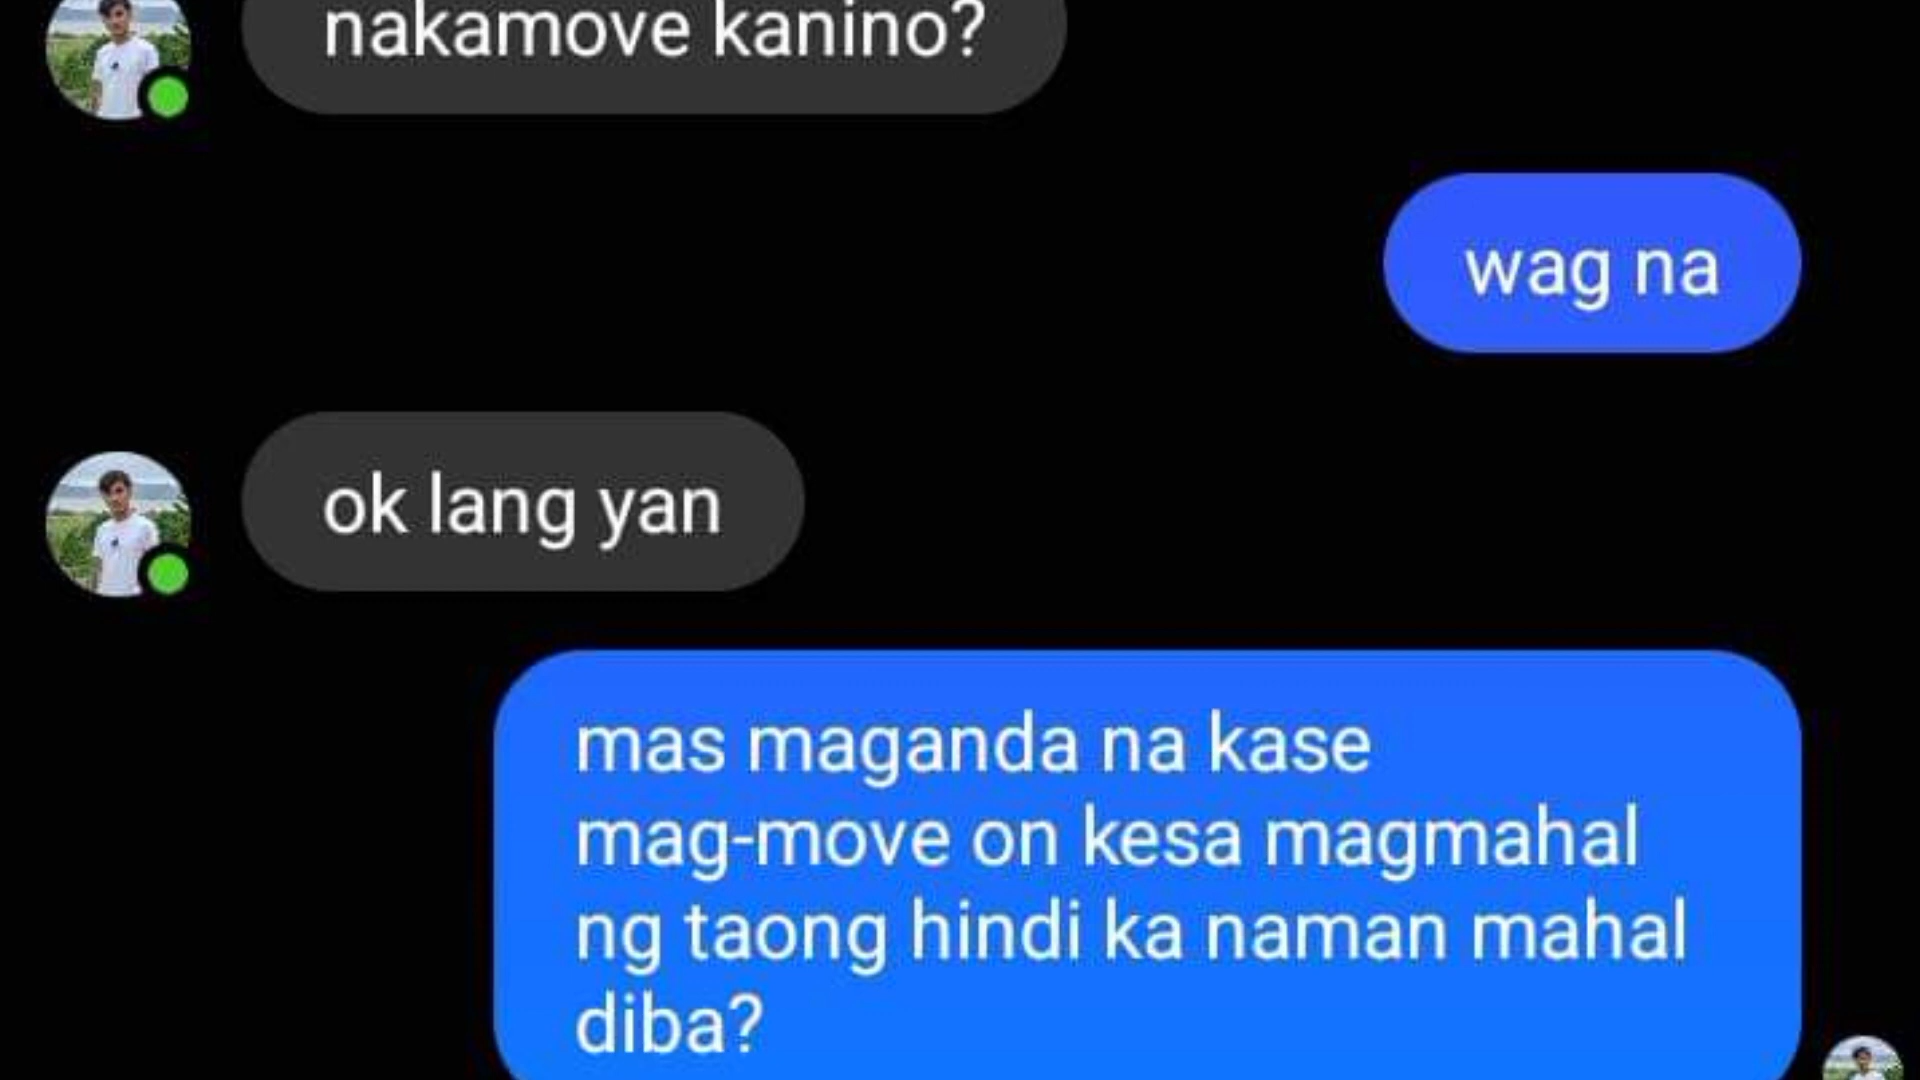 nakamove kanino?
wag na
ok lang yan
mas maganda na kase
mag-move on kesa magmahal
ng taong hindi ka naman mahal
diba?